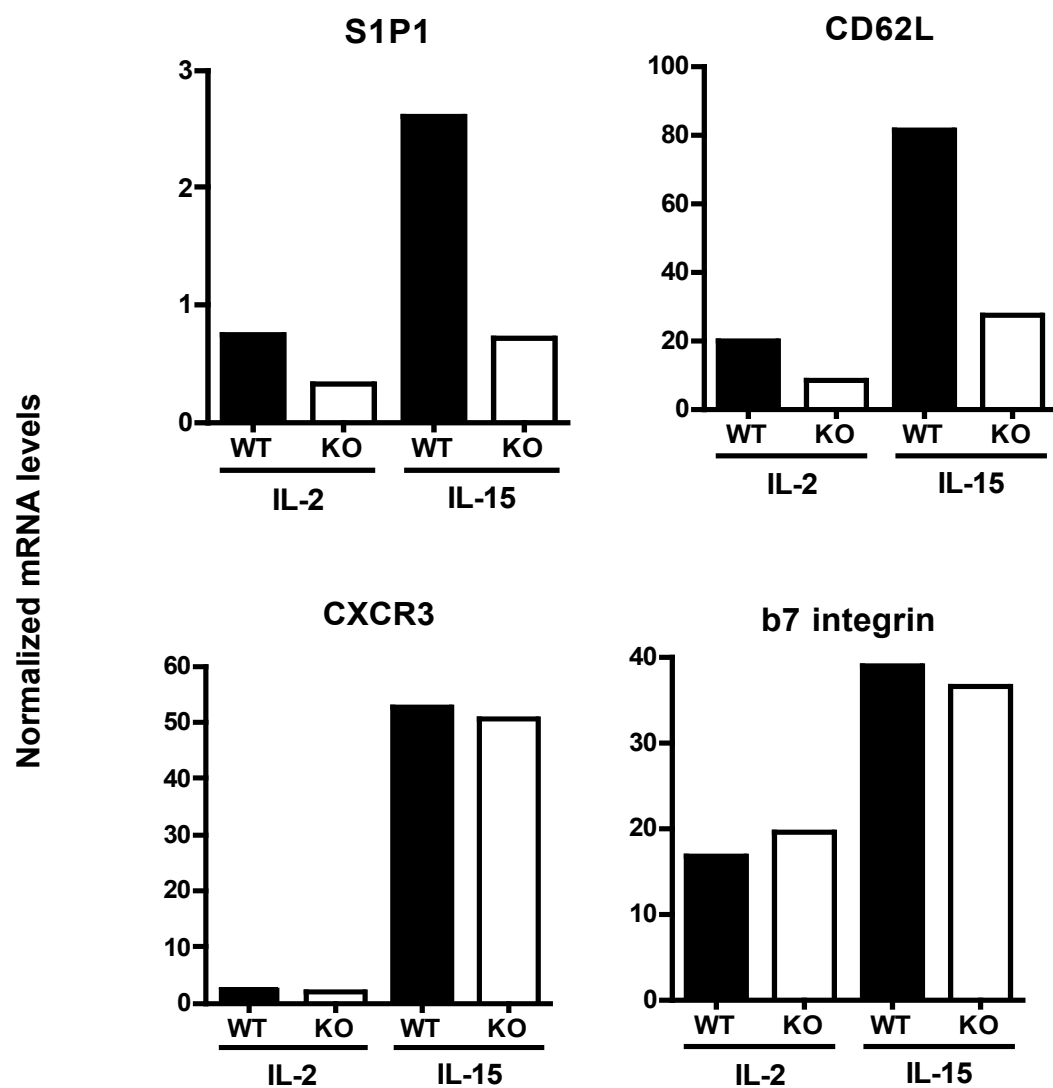 Normalized mRNA levels
S1P1
3
2
1
0
WT KO WT KO
IL-2 IL-15
CD62L
100
80
60
40
20
0
WT KO WT KO
IL-2 IL-15
CXCR3
60
50
40
30
20
10
0
WT KO WT KO
IL-2 IL-15
b7 integrin
40
30
20
10
0
WT KO WT KO
IL-2 IL-15